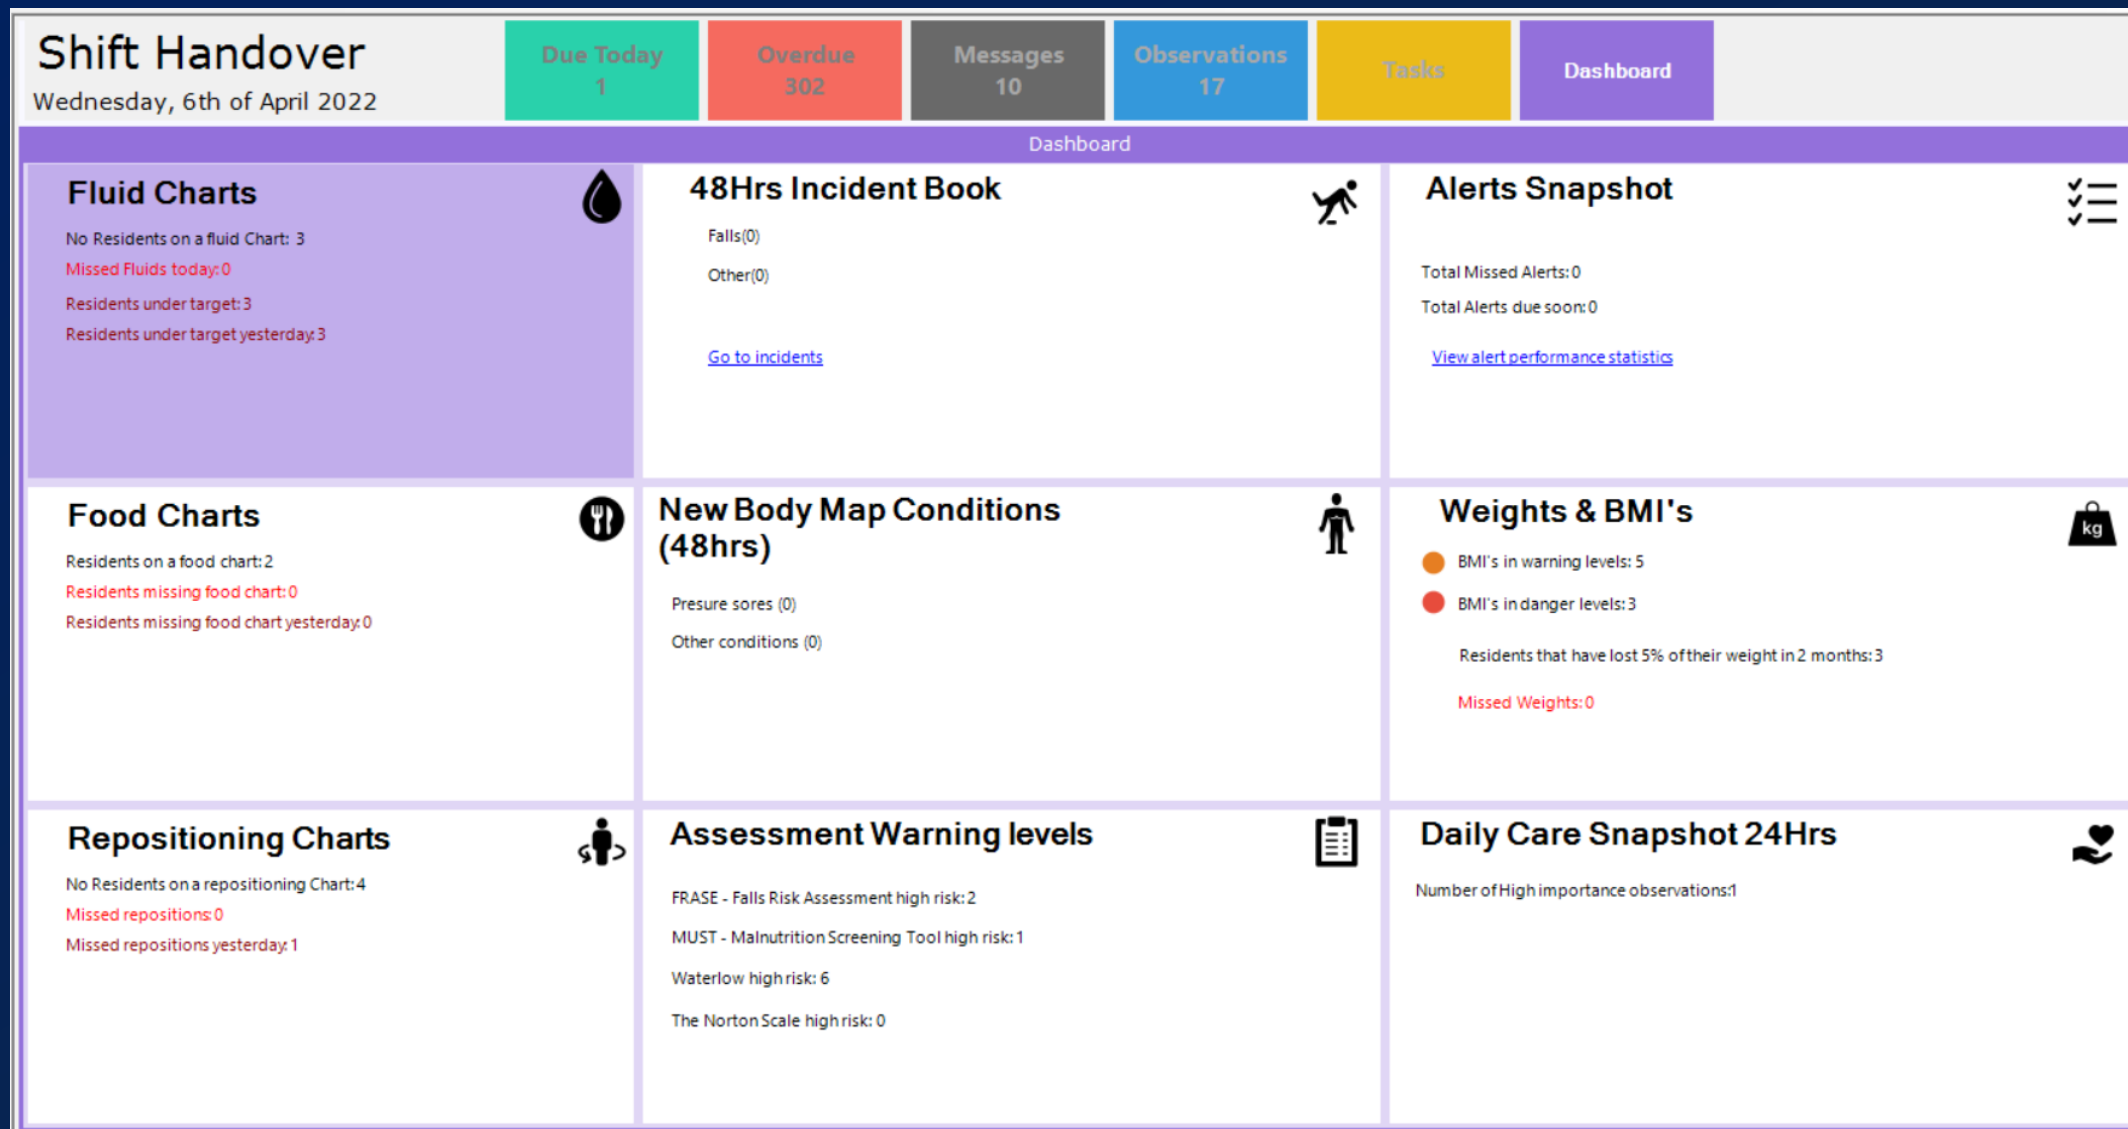 Shift Handover
Wednesday, 6th of April 2022
Due Today
1
Overdue
302
Messages
10
Observations
17
Tasks
Dashboard
Dashboard
Fluid Charts
No Residents on a fluid Chart: 3
Missed Fluids today: 0
Residents under target: 3
Residents under target yesterday: 3
48Hrs Incident Book
Falls(0)
Other(0)
Go to incidents
Alerts Snapshot
Total Missed Alerts: 0
Total Alerts due soon: 0
View alert performance statistics
Food Charts
Residents on a food chart: 2
Residents missing food chart: 0
Residents missing food chart yesterday: 0
New Body Map Conditions
(48hrs)
Presure sores (0)
Other conditions (0)
Weights & BMI's
kg
BMI's in warning levels: 5
BMI's in danger levels: 3
Residents that have lost 5% of their weight in 2 months: 3
Missed Weights: 0
Repositioning Charts
No Residents on a repositioning Chart: 4
Missed repositions: 0
Missed repositions yesterday: 1
Assessment Warning levels
FRASE - Falls Risk Assessment high risk: 2
MUST - Malnutrition Screening Tool high risk: 1
Waterlow high risk: 6
The Norton Scale high risk: 0
Daily Care Snapshot 24Hrs
Number of High importance observations:1